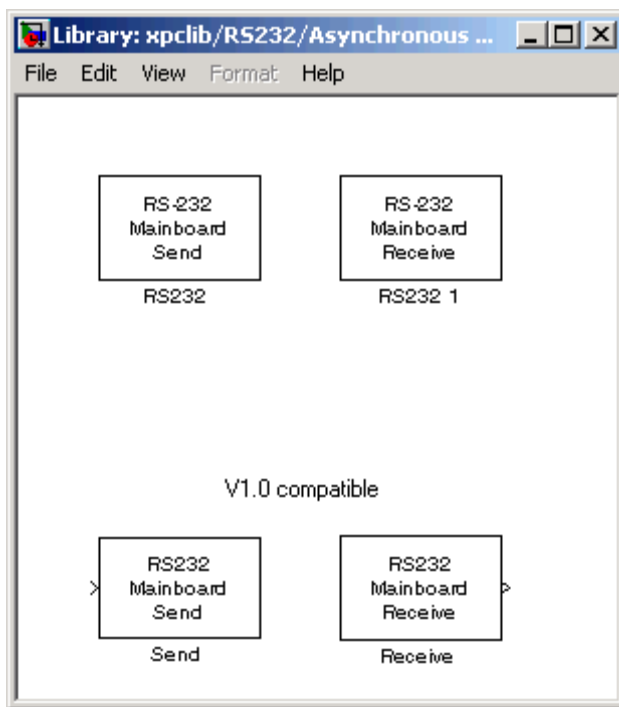 Library: xpclib/RS232/Asynchronous ...
File Edit View Format Help
RS-232
Mainboard
Send
RS232
RS-232
Mainboard
Receive
RS232 1
V1.0 compatible
RS232
Mainboard
Send
Send
RS232
Mainboard
Receive
Receive